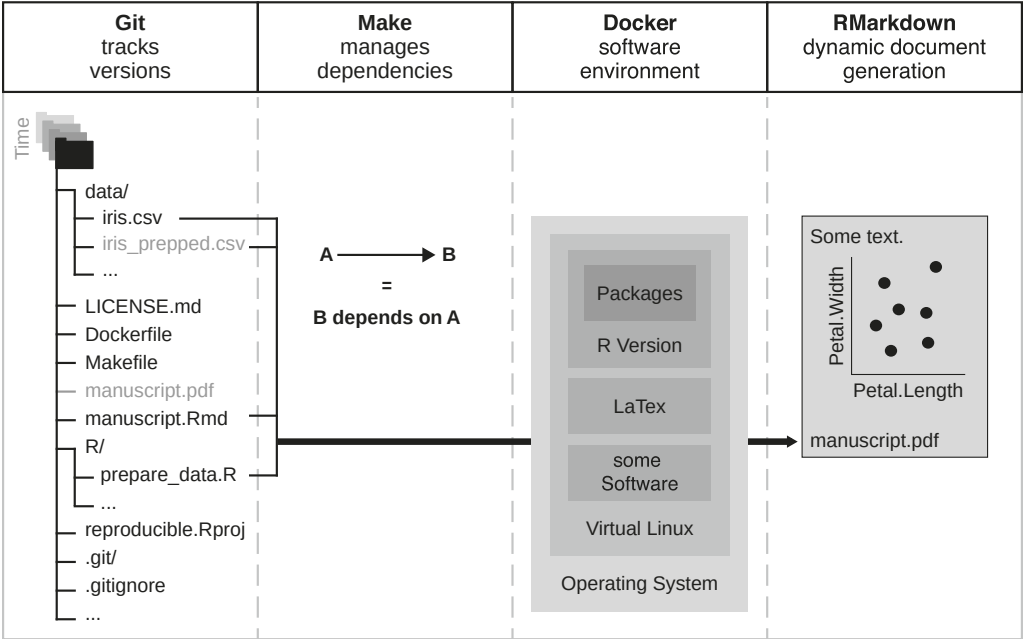 Git
tracks
versions
Make
manages
dependencies
Docker
software
environment
RMarkdown
dynamic document
generation
Time
data/
iris.csv
iris_prepped.csv
...
LICENSE.md
Dockerfile
Makefile
manuscript.pdf
manuscript.Rmd
R/
prepare_data.R
...
reproducible.Rproj
.git/
.gitignore
...
A B
=
B depends on A
Packages
R Version
LaTex
some
Software
Virtual Linux
Operating System
Some text.
Petal.Width
Petal.Length
manuscript.pdf